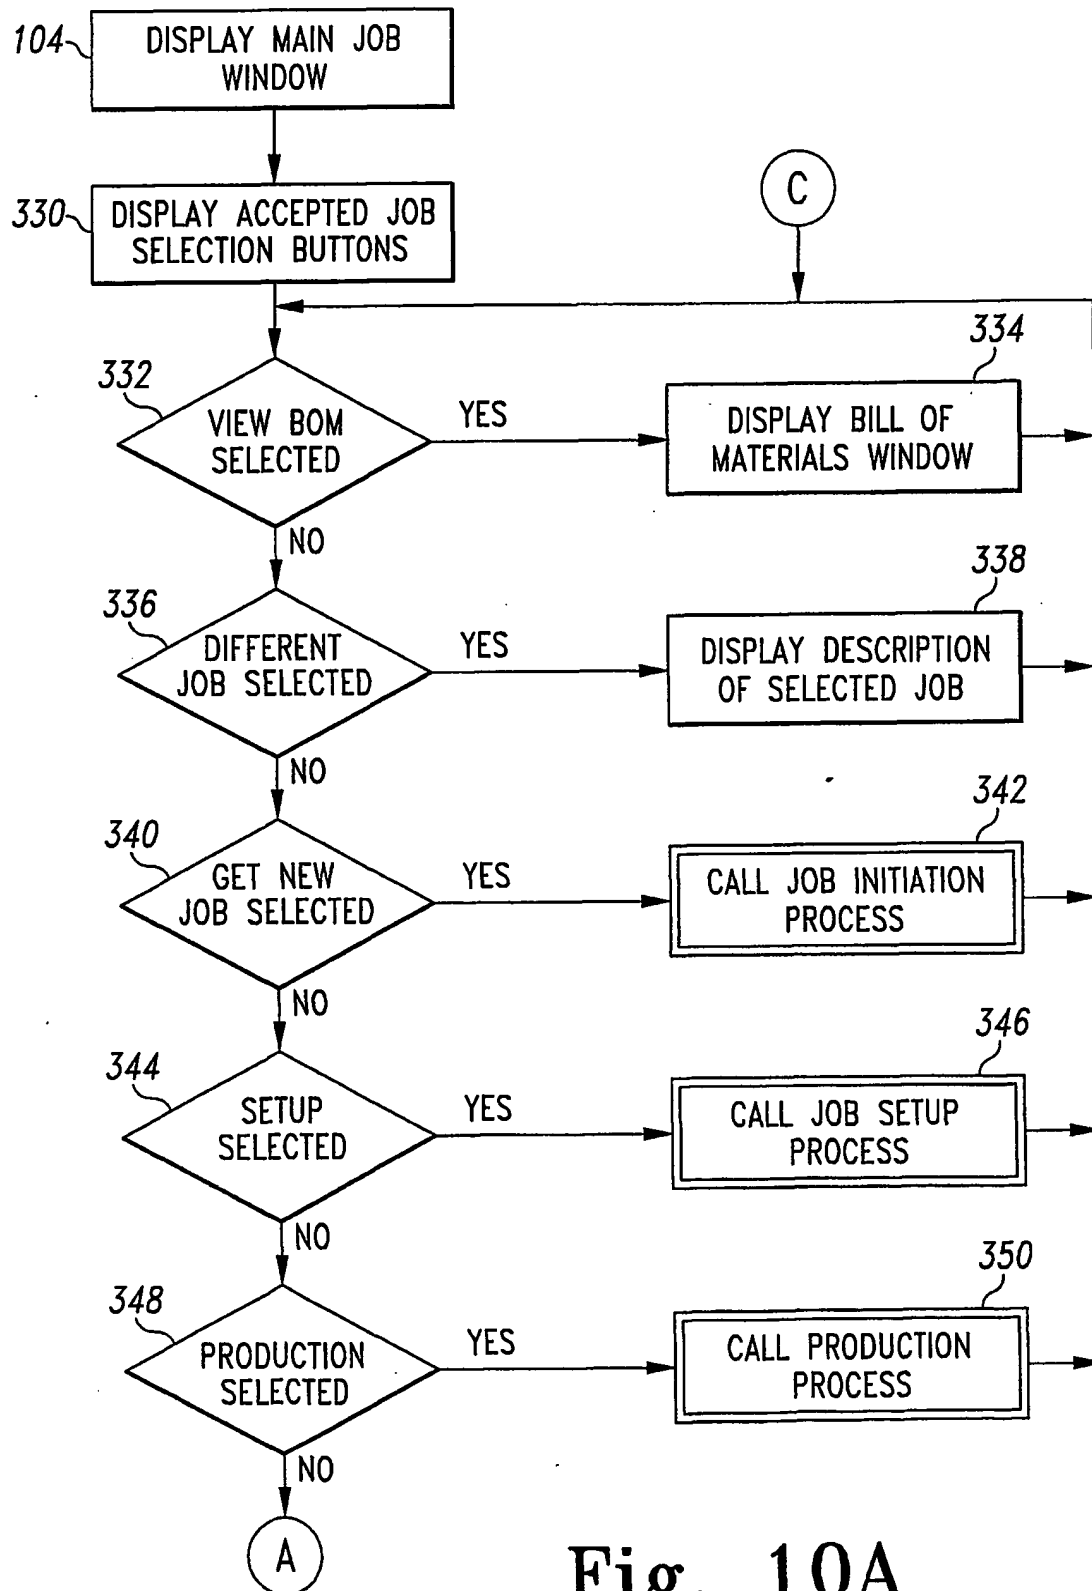 104
DISPLAY MAIN JOB
WINDOW
330
DISPLAY ACCEPTED JOB
SELECTION BUTTONS
C
332
VIEW BOM
SELECTED
YES
334
DISPLAY BILL OF
MATERIALS WINDOW
NO
336
DIFFERENT
JOB SELECTED
YES
338
DISPLAY DESCRIPTION
OF SELECTED JOB
NO
340
GET NEW
JOB SELECTED
YES
342
CALL JOB INITIATION
PROCESS
NO
344
SETUP
SELECTED
YES
346
CALL JOB SETUP
PROCESS
NO
348
PRODUCTION
SELECTED
YES
350
CALL PRODUCTION
PROCESS
NO
A
Fig. 10A